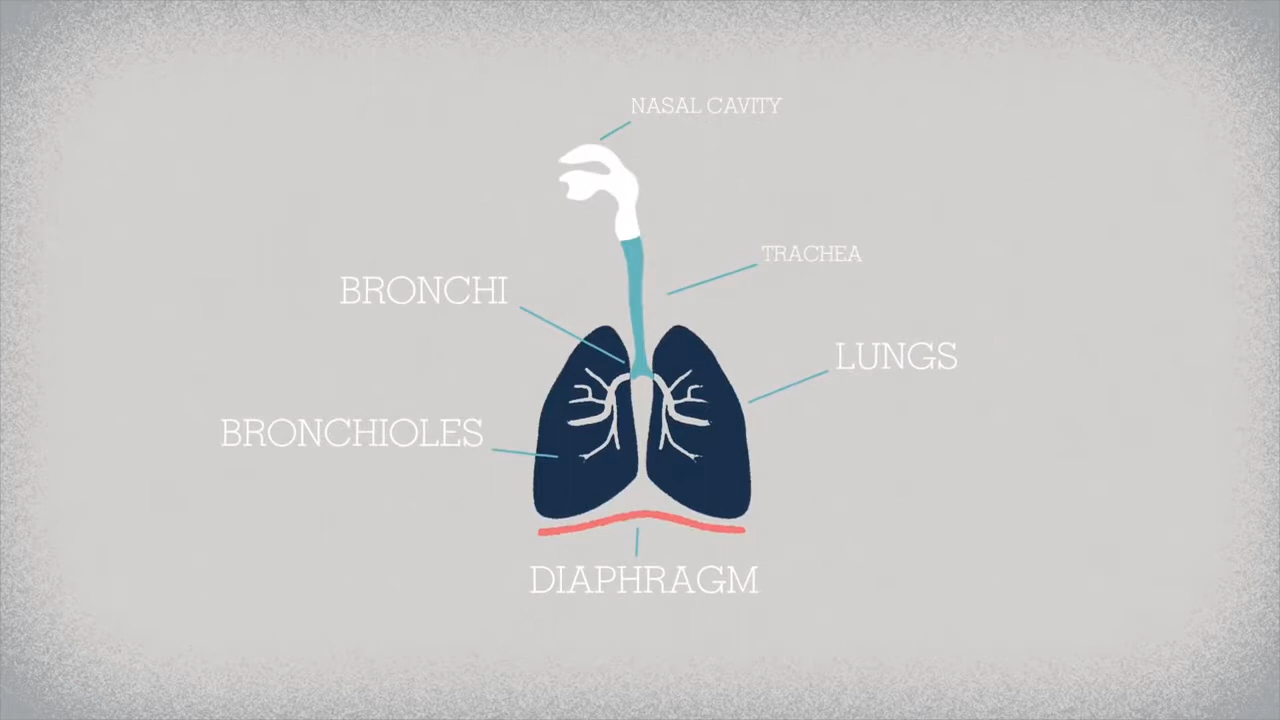 NASAL CAVITY
TRACHEA
BRONCHI
LUNGS
BRONCHIOLES
DIAPHRAGM